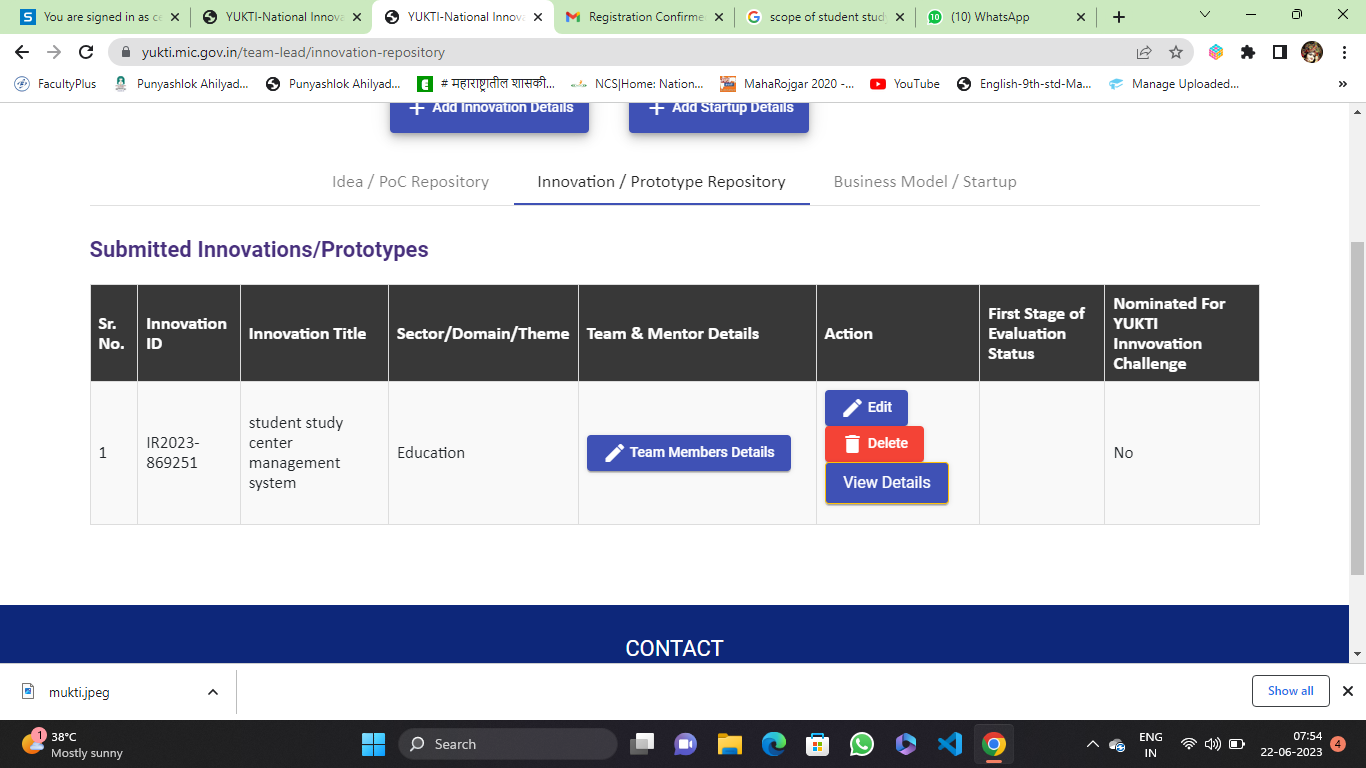 You are signed in as ce
YUKTI-National Innova
YUKTI-National Innova
Registration Confirme
scope of student stud
(10) WhatsApp
yukti.mic.gov.in/team-lead/innovation-repository
FacultyPlus
Punyashlok Ahilyad...
Punyashlok Ahilyad...
# महाराष्ट्रातील शासकी...
NCS|Home: Nation...
MahaRojgar 2020 -...
YouTube
English-9th-std-Ma...
Manage Uploaded...
»
+ Add Innovation Details
+ Add Startup Details
Idea / PoC Repository
Innovation / Prototype Repository
Business Model / Startup
Submitted Innovations/Prototypes
Sr.
No.
Innovation
ID
Innovation Title
Sector/Domain/Theme
Team & Mentor Details
Action
First Stage of
Evaluation
Status
Nominated For
YUKTI
Innvovation
Challenge
1
IR2023-
869251
student study
center
management
system
Education
Team Members Details
Edit
Delete
View Details
No
CONTACT
mukti.jpeg
Show all
1
38°C
Mostly sunny
Search
ENG
IN
07:54
22-06-2023
4